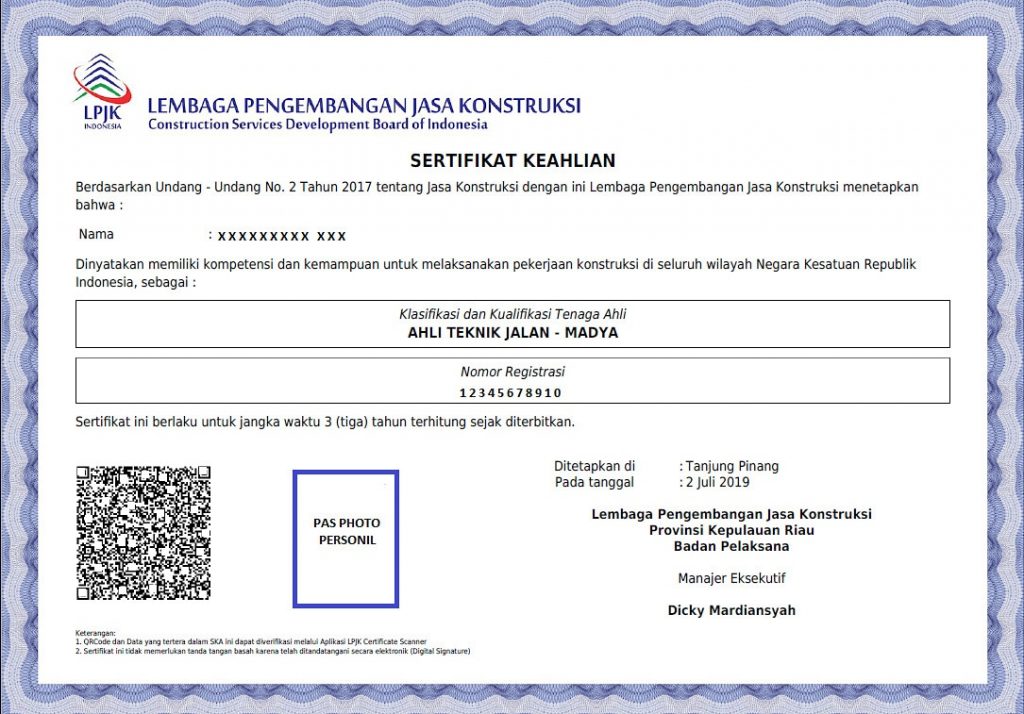 LPJK
INDONESIA
LEMBAGA PENGEMBANGAN JASA KONSTRUKSI
Construction Services Development Board of Indonesia
SERTIFIKAT KEAHLIAN
Berdasarkan Undang - Undang No. 2 Tahun 2017 tentang Jasa Konstruksi dengan ini Lembaga Pengembangan Jasa Konstruksi menetapkan
bahwa :
Nama : XXXXXXXXX XXX
Dinyatakan memiliki kompetensi dan kemampuan untuk melaksanakan pekerjaan konstruksi di seluruh wilayah Negara Kesatuan Republik
Indonesia, sebagai :
Klasifikasi dan Kualifikasi Tenaga Ahli
AHLI TEKNIK JALAN - MADYA
Nomor Registrasi
12345678910
Sertifikat ini berlaku untuk jangka waktu 3 (tiga) tahun terhitung sejak diterbitkan.
PAS PHOTO
PERSONIL
Ditetapkan di : Tanjung Pinang
Pada tanggal : 2 Juli 2019
Lembaga Pengembangan Jasa Konstruksi
Provinsi Kepulauan Riau
Badan Pelaksana
Manajer Eksekutif
Dicky Mardiansyah
Keterangan:
1. QRCode dan Data yang tertera dalam SKA ini dapat diverifikasi melalui Aplikasi LPJK Certificate Scanner
2. Sertifikat ini tidak memerlukan tanda tangan basah karena telah ditandatangani secara elektronik (Digital Signature)